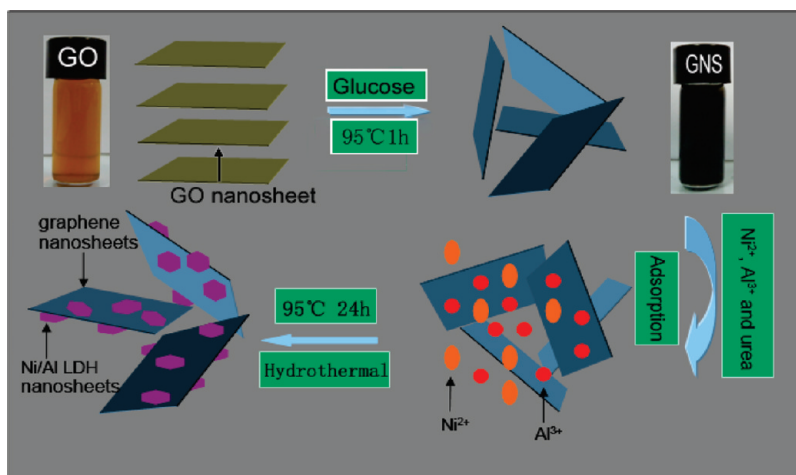 GO
Glucose
95℃1h
GNS
GO nanosheet
graphene
nanosheets
Ni²⁺, Al³⁺ and urea
Adsorption
95℃ 24h
Hydrothermal
Ni/Al LDH
nanosheets
Ni²⁺
Al³⁺